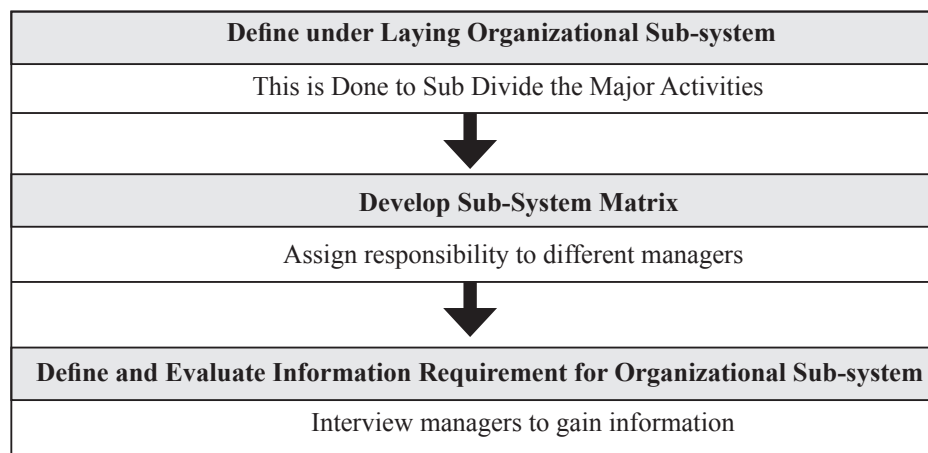 Define under Laying Organizational Sub-system
This is Done to Sub Divide the Major Activities
Develop Sub-System Matrix
Assign responsibility to different managers
Define and Evaluate Information Requirement for Organizational Sub-system
Interview managers to gain information